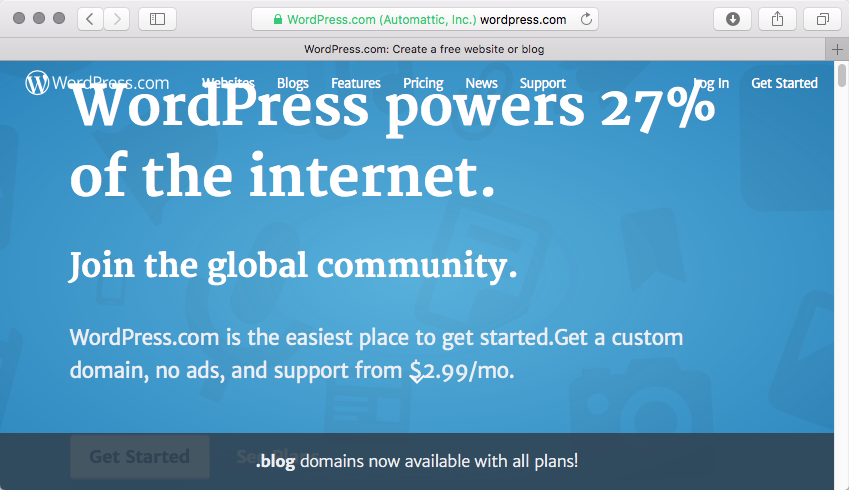 WordPress.com (Automattic, Inc.) wordpress.com
WordPress.com: Create a free website or blog
WordPress.com Websites Blogs Features Pricing News Support Log In Get Started
WordPress powers 27%
of the internet.
Join the global community.
WordPress.com is the easiest place to get started.Get a custom
domain, no ads, and support from $2.99/mo.
Get Started
.blog domains now available with all plans!